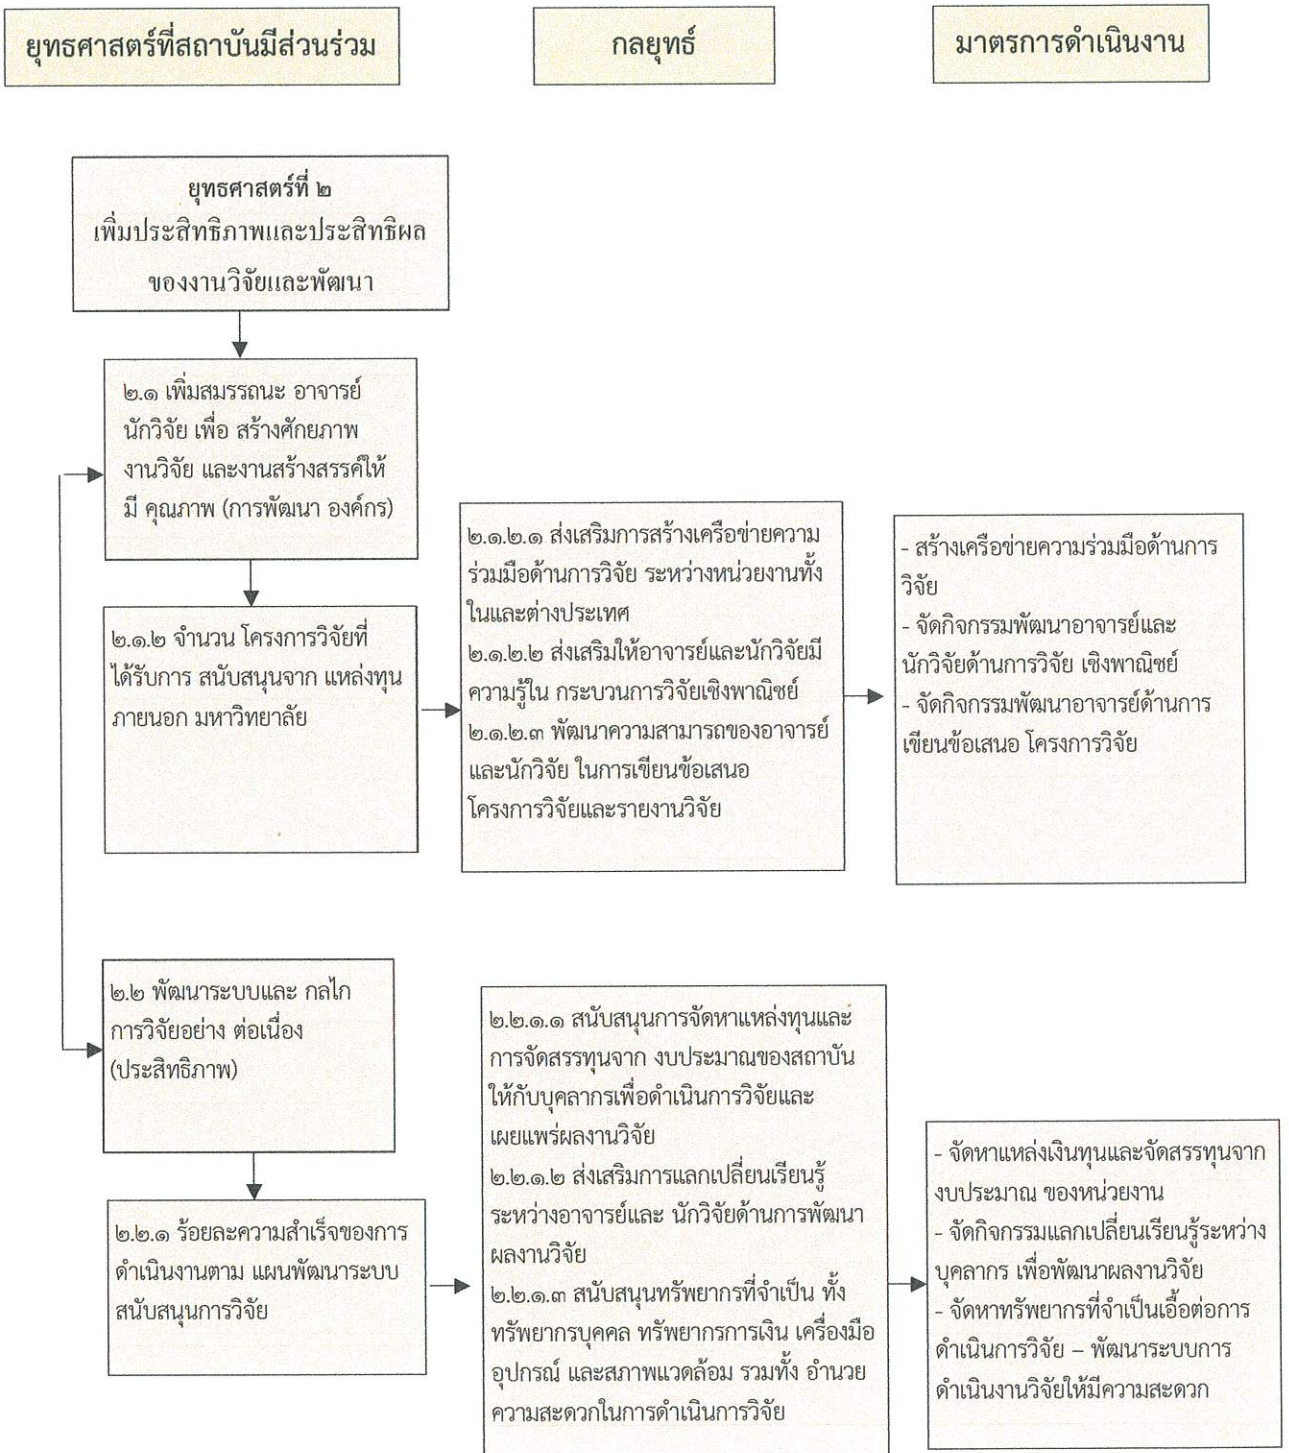 ยุทธศาสตร์ที่สถาบันมีส่วนร่วม
กลยุทธ์
มาตรการดำเนินงาน
ยุทธศาสตร์ที่ ๒
เพิ่มประสิทธิภาพและประสิทธิผล
ของงานวิจัยและพัฒนา
๒.๑ เพิ่มสมรรถนะ อาจารย์
นักวิจัย เพื่อ สร้างศักยภาพ
งานวิจัย และงานสร้างสรรค์ให้
มี คุณภาพ (การพัฒนา องค์กร)
๒.๑.๒ จำนวน โครงการวิจัยที่
ได้รับการ สนับสนุนจาก แหล่งทุน
ภายนอก มหาวิทยาลัย
๒.๑.๒.๑ ส่งเสริมการสร้างเครือข่ายความ
ร่วมมือด้านการวิจัย ระหว่างหน่วยงานทั้ง
ในและต่างประเทศ
๒.๑.๒.๒ ส่งเสริมให้อาจารย์และนักวิจัยมี
ความรู้ใน กระบวนการวิจัยเชิงพาณิชย์
๒.๑.๒.๓ พัฒนาความสามารถของอาจารย์
และนักวิจัย ในการเขียนข้อเสนอ
โครงการวิจัยและรายงานวิจัย
- สร้างเครือข่ายความร่วมมือด้านการ
วิจัย
- จัดกิจกรรมพัฒนาอาจารย์และ
นักวิจัยด้านการวิจัย เชิงพาณิชย์
- จัดกิจกรรมพัฒนาอาจารย์ด้านการ
เขียนข้อเสนอ โครงการวิจัย
๒.๒ พัฒนาระบบและ กลไก
การวิจัยอย่าง ต่อเนื่อง
(ประสิทธิภาพ)
๒.๒.๑ ร้อยละความสำเร็จของการ
ดำเนินงานตาม แผนพัฒนาระบบ
สนับสนุนการวิจัย
๒.๒.๑.๑ สนับสนุนการจัดหาแหล่งทุนและ
การจัดสรรทุนจาก งบประมาณของสถาบัน
ให้กับบุคลากรเพื่อดำเนินการวิจัยและ
เผยแพร่ผลงานวิจัย
๒.๒.๑.๒ ส่งเสริมการแลกเปลี่ยนเรียนรู้
ระหว่างอาจารย์และ นักวิจัยด้านการพัฒนา
ผลงานวิจัย
๒.๒.๑.๓ สนับสนุนทรัพยากรที่จำเป็น ทั้ง
ทรัพยากรบุคคล ทรัพยากรการเงิน เครื่องมือ
อุปกรณ์ และสภาพแวดล้อม รวมทั้ง อำนวย
ความสะดวกในการดำเนินการวิจัย
- จัดหาแหล่งเงินทุนและจัดสรรทุนจาก
งบประมาณ ของหน่วยงาน
- จัดกิจกรรมแลกเปลี่ยนเรียนรู้ระหว่าง
บุคลากร เพื่อพัฒนาผลงานวิจัย
- จัดหาทรัพยากรที่จำเป็นเอื้อต่อการ
ดำเนินการวิจัย – พัฒนาระบบการ
ดำเนินงานวิจัยให้มีความสะดวก